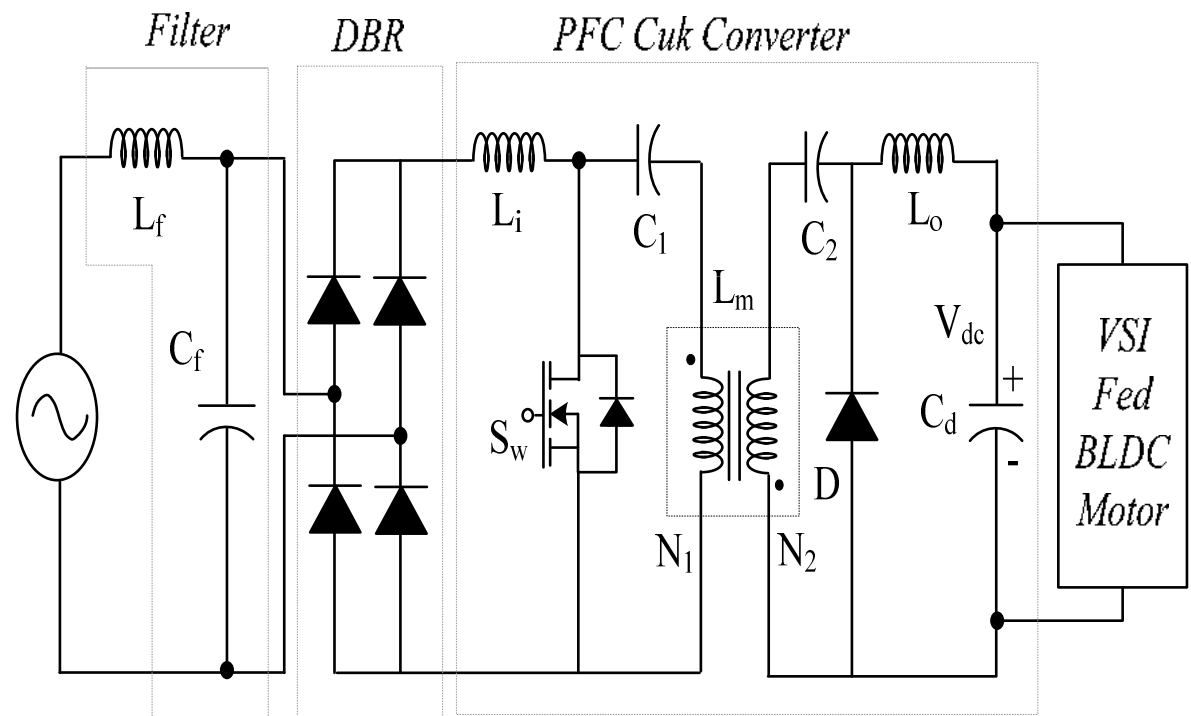 Filter
DBR
PFC Cuk Converter
L_f
L_i
C_1
C_2
L_o
L_m
C_f
V_dc
+
VSI
Fed
BLDC
Motor
S_w
C_d
-
D
N_1
N_2